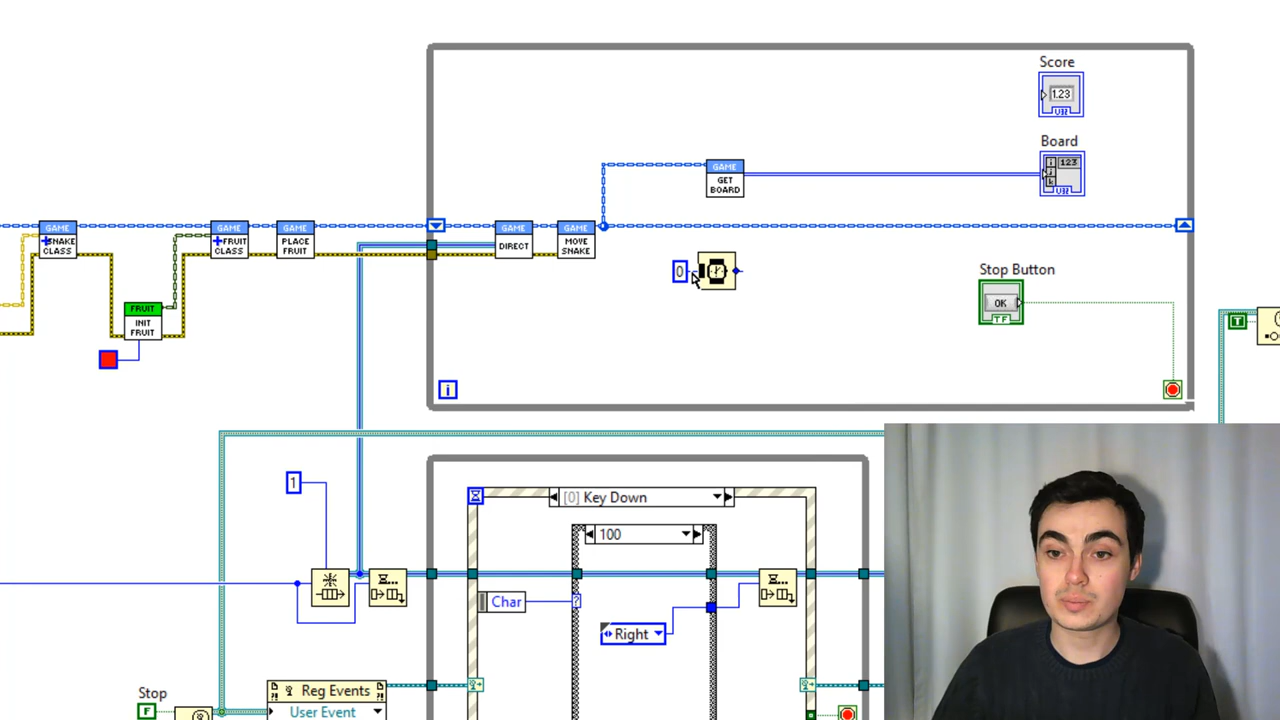 Score
1.23
Board
123
GAME
GET
BOARD
GAME
SNAKE
CLASS
GAME
FRUIT
CLASS
GAME
PLACE
FRUIT
GAME
DIRECT
GAME
MOVE
SNAKE
0
Stop Button
OK
TF
FRUIT
INIT
FRUIT
T
i
1
[0] Key Down
100
Char
Right
Stop
F
Reg Events
User Event